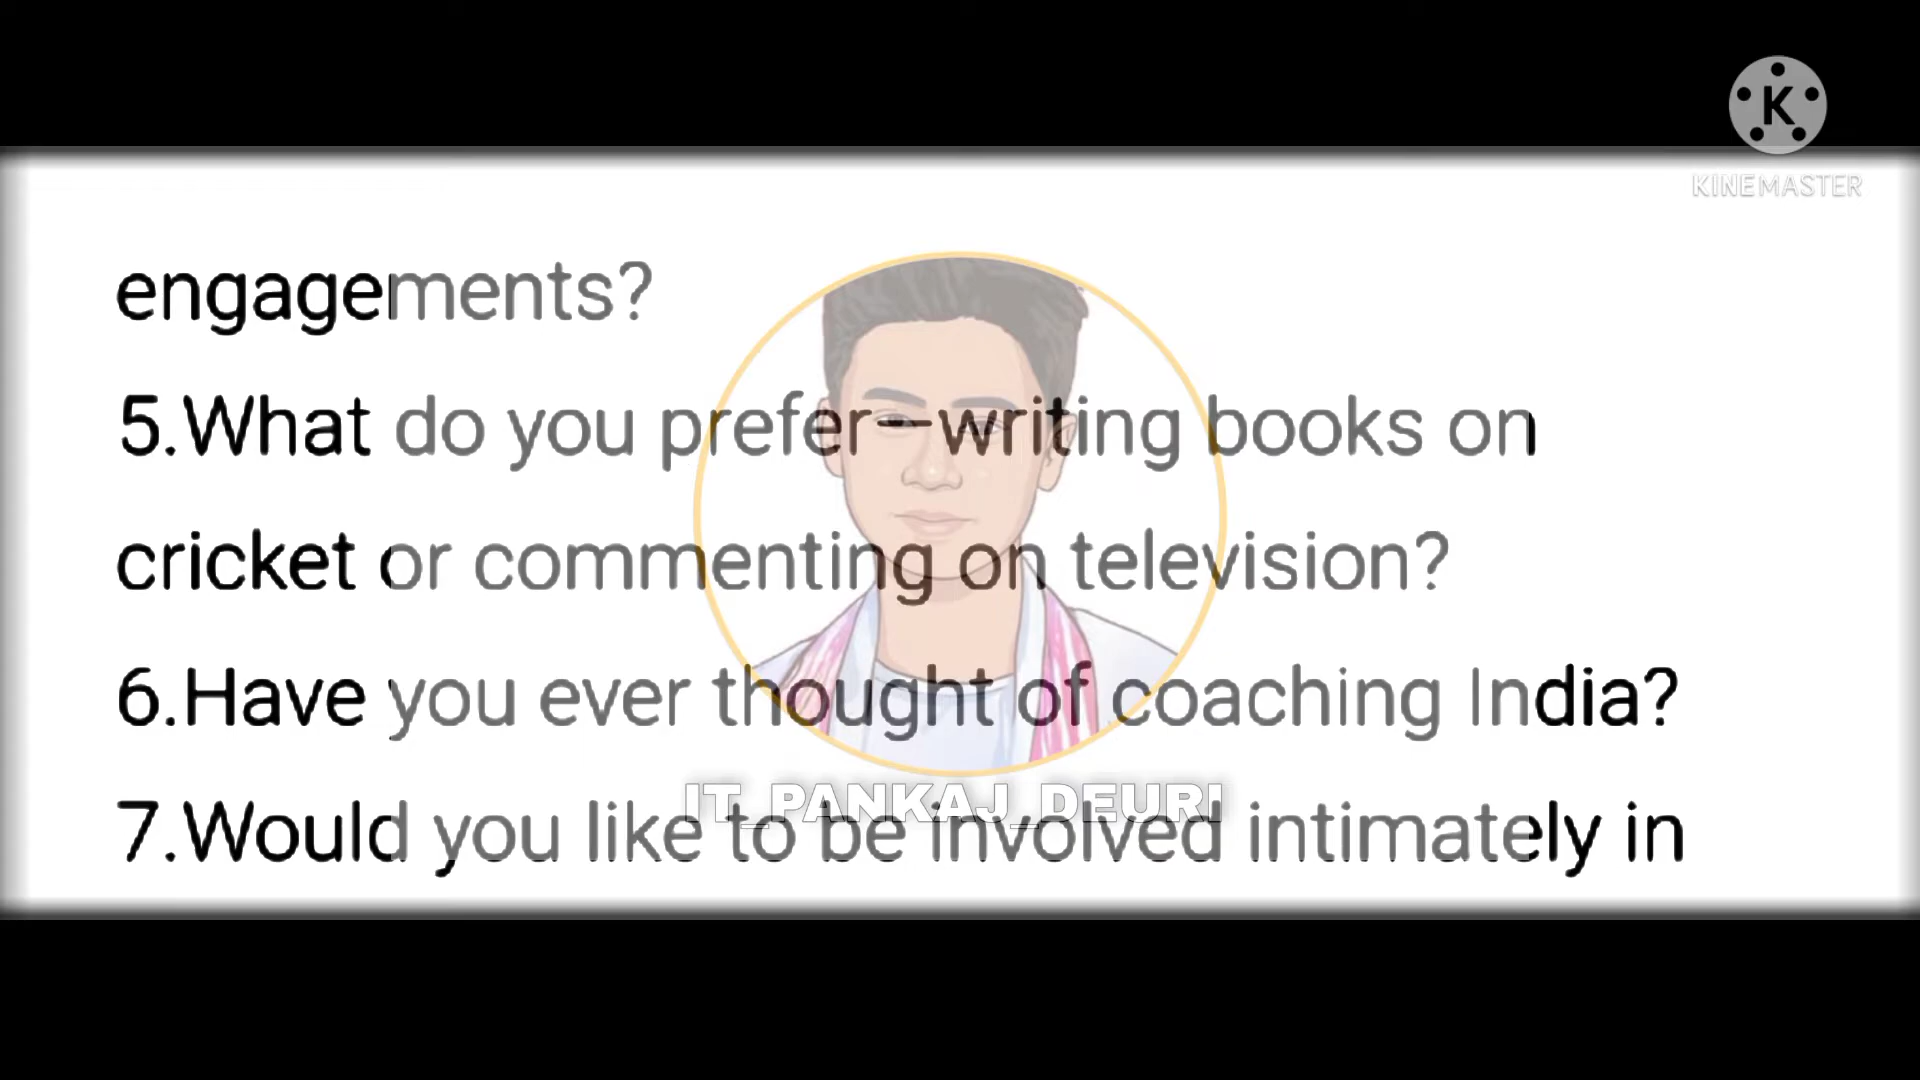 K
KINEMASTER
engagements?
5.What do you prefer—writing books on
cricket or commenting on television?
6.Have you ever thought of coaching India?
IT_PANKAJ_DEURI
7.Would you like to be involved intimately in